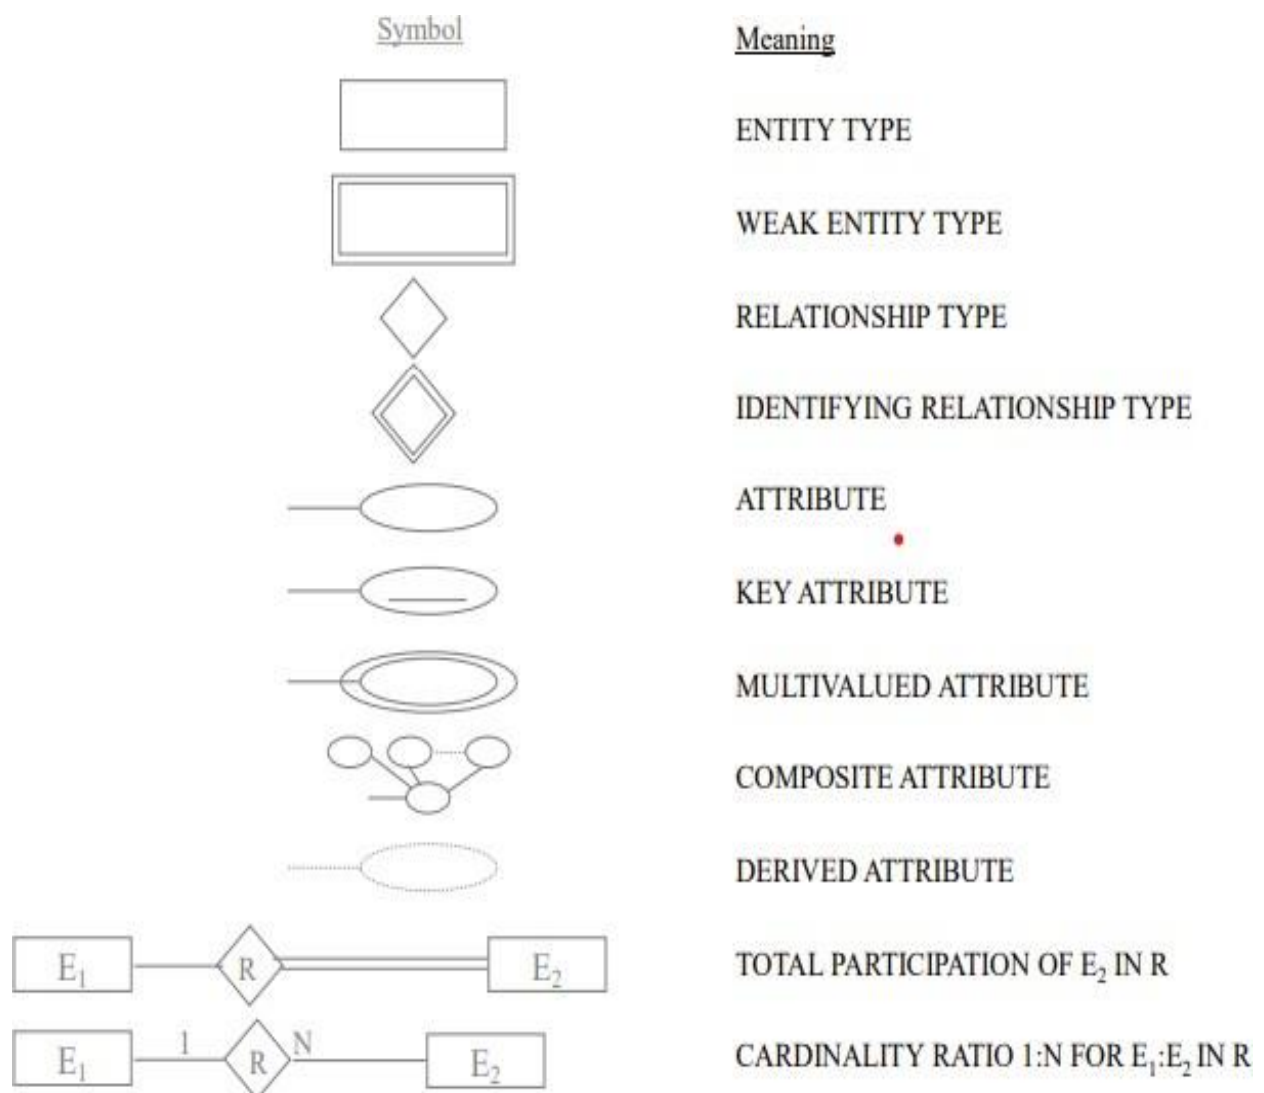 Symbol Meaning
ENTITY TYPE
WEAK ENTITY TYPE
RELATIONSHIP TYPE
IDENTIFYING RELATIONSHIP TYPE
ATTRIBUTE
KEY ATTRIBUTE
MULTIVALUED ATTRIBUTE
COMPOSITE ATTRIBUTE
DERIVED ATTRIBUTE
E₁ R E₂ TOTAL PARTICIPATION OF E₂ IN R
E₁ 1 R N E₂ CARDINALITY RATIO 1:N FOR E₁:E₂ IN R